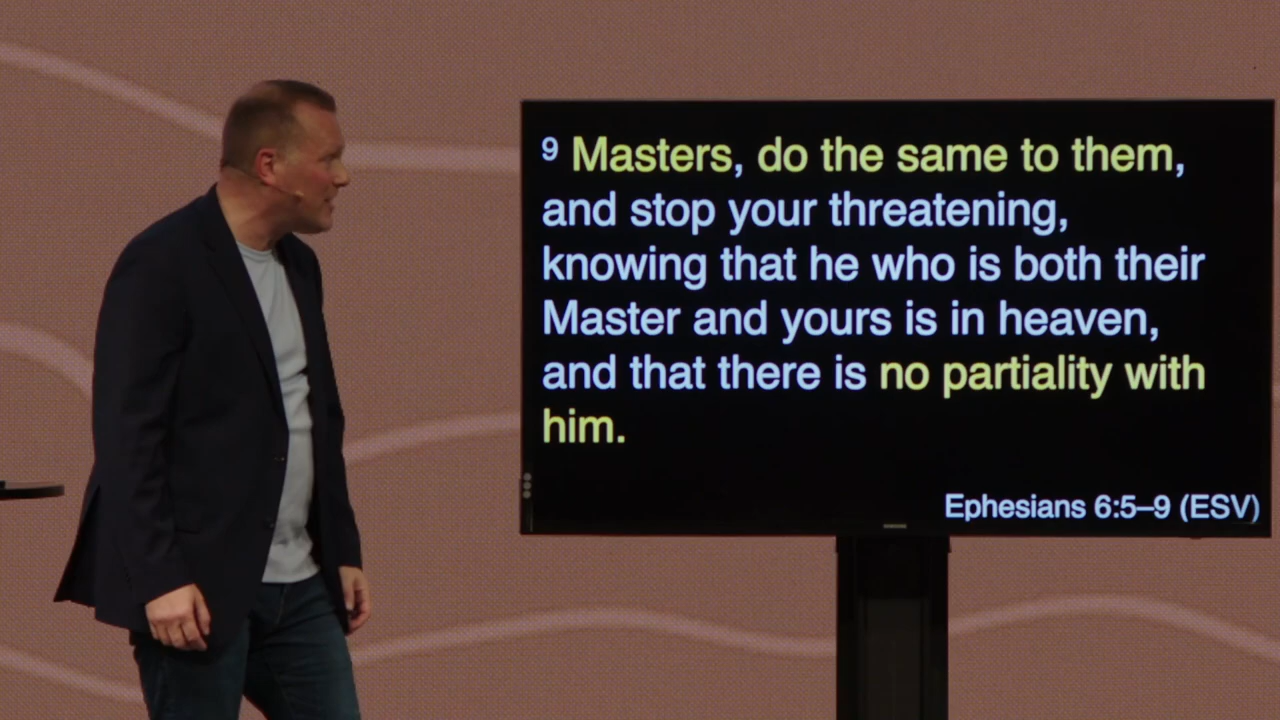 9 Masters, do the same to them,
and stop your threatening,
knowing that he who is both their
Master and yours is in heaven,
and that there is no partiality with
him.
Ephesians 6:5–9 (ESV)